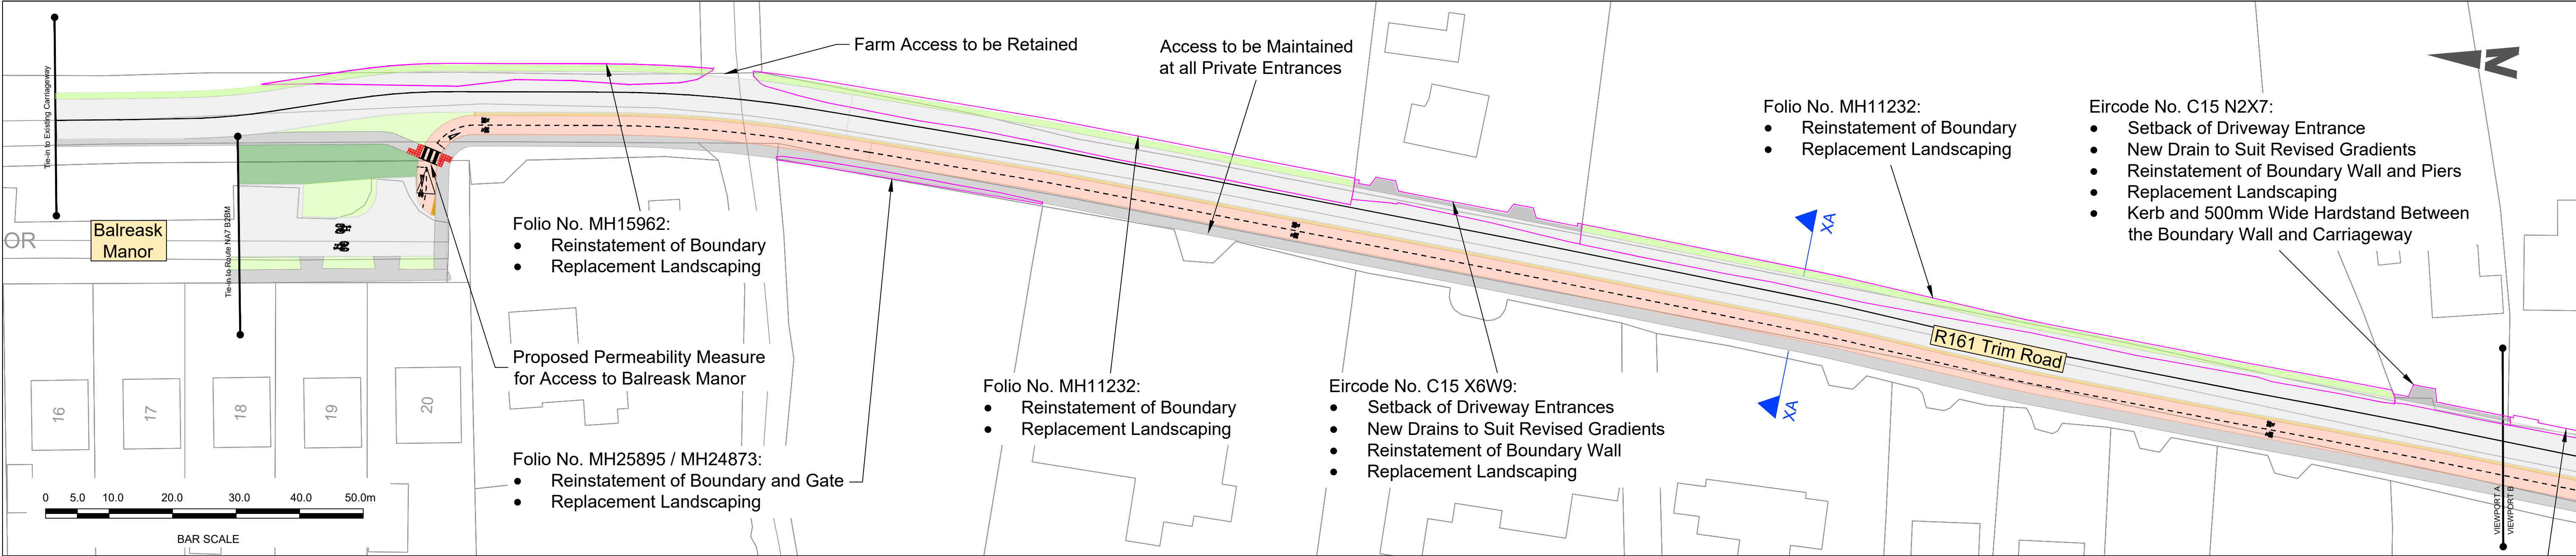 Tie-in to Existing Carriageway
Farm Access to be Retained
Access to be Maintained
at all Private Entrances
N
Folio No. MH11232:
● Reinstatement of Boundary
● Replacement Landscaping
Eircode No. C15 N2X7:
● Setback of Driveway Entrance
● New Drain to Suit Revised Gradients
● Reinstatement of Boundary Wall and Piers
● Replacement Landscaping
● Kerb and 500mm Wide Hardstand Between
the Boundary Wall and Carriageway
OR
Balreask
Manor
Tie-in to Route NA7 B2BM
Folio No. MH15962:
● Reinstatement of Boundary
● Replacement Landscaping
XA
XA
R161 Trim Road
Proposed Permeability Measure
for Access to Balreask Manor
Folio No. MH11232:
● Reinstatement of Boundary
● Replacement Landscaping
Eircode No. C15 X6W9:
● Setback of Driveway Entrances
● New Drains to Suit Revised Gradients
● Reinstatement of Boundary Wall
● Replacement Landscaping
16
17
18
19
20
Folio No. MH25895 / MH24873:
● Reinstatement of Boundary and Gate
● Replacement Landscaping
0 5.0 10.0 20.0 30.0 40.0 50.0m
BAR SCALE
VIEWPORT A
VIEWPORT B